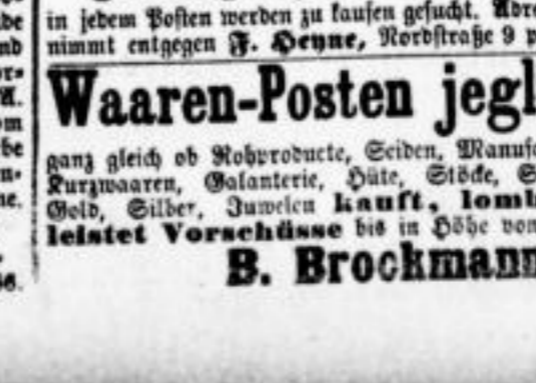 in jedem Posten werden zu kaufen gesucht. Adre
nimmt entgegen F. Heyne, Nordstraße 9 p
Waaren-Posten jegl
ganz gleich ob Rohproducte, Seiden, Manufa
Kurzwaaren, Galanterie, Hüte, Stöcke, S
Gold, Silber, Juwelen kauft, lomb
leistet Vorschüsse bis in Höhe von
B. Brockmann